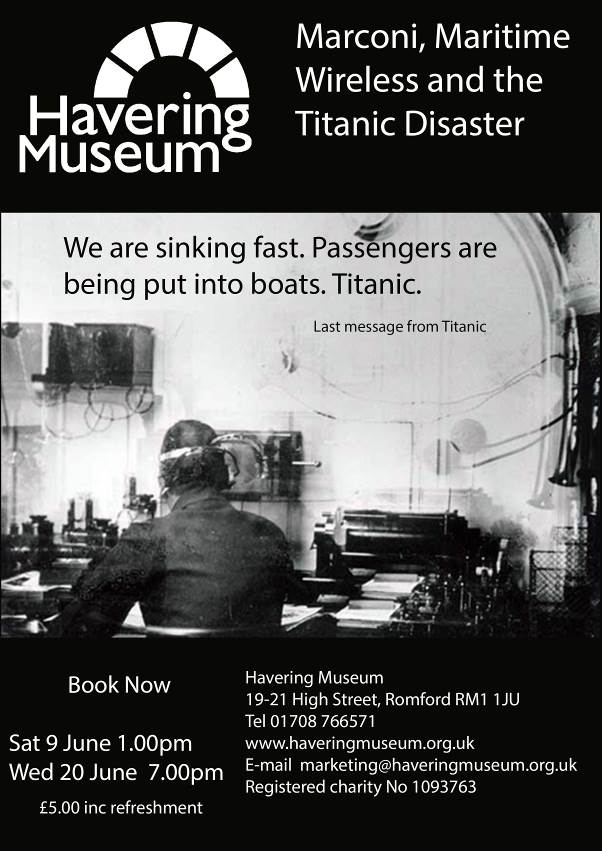 Havering
Museum
Marconi, Maritime
Wireless and the
Titanic Disaster
We are sinking fast. Passengers are
being put into boats. Titanic.
Last message from Titanic
Book Now
Sat 9 June 1.00pm
Wed 20 June 7.00pm
£5.00 inc refreshment
Havering Museum
19-21 High Street, Romford RM1 1JU
Tel 01708 766571
www.haveringmuseum.org.uk
E-mail marketing@haveringmuseum.org.uk
Registered charity No 1093763